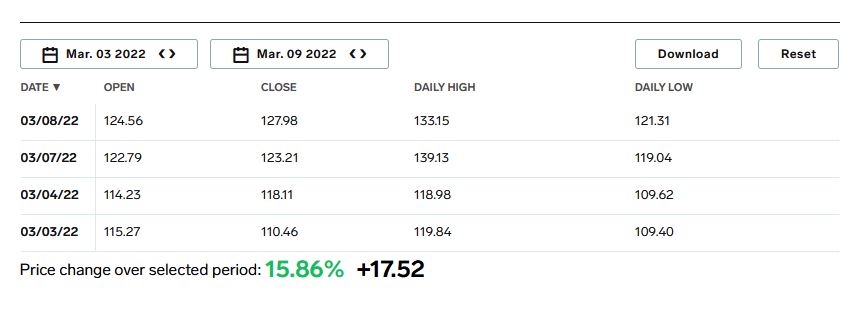 Mar. 03 2022 Mar. 09 2022 Download Reset
DATE ▼ OPEN CLOSE DAILY HIGH DAILY LOW
03/08/22 124.56 127.98 133.15 121.31
03/07/22 122.79 123.21 139.13 119.04
03/04/22 114.23 118.11 118.98 109.62
03/03/22 115.27 110.46 119.84 109.40
Price change over selected period: 15.86% +17.52